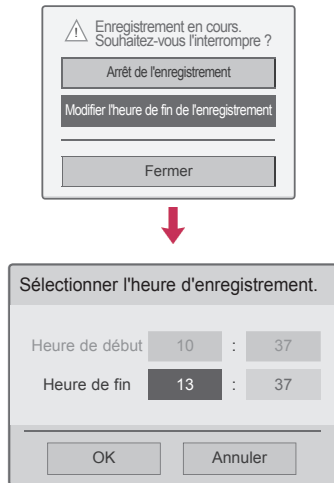 Enregistrement en cours.
Souhaitez-vous l'interrompre ?
Arrêt de l'enregistrement
Modifier l'heure de fin de l'enregistrement
Fermer
Sélectionner l'heure d'enregistrement.
Heure de début 10 : 37
Heure de fin 13 : 37
OK Annuler